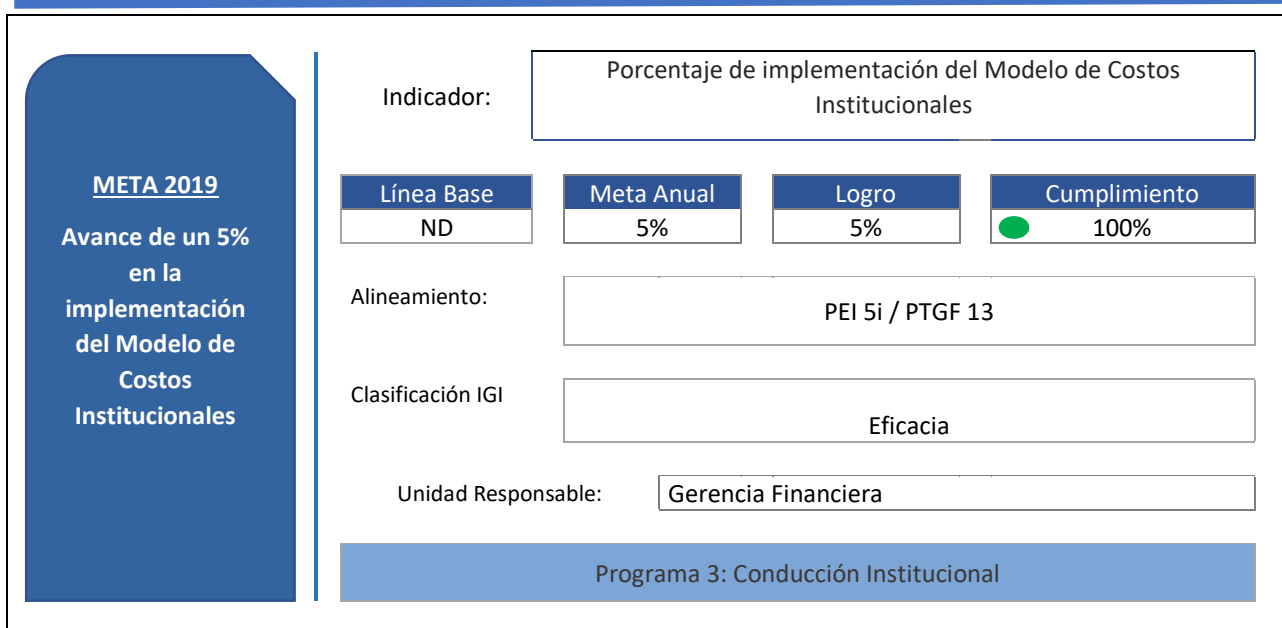 META 2019
Avance de un 5%
en la
implementación
del Modelo de
Costos
Institucionales
Indicador:
Porcentaje de implementación del Modelo de Costos
Institucionales
Línea Base
Meta Anual
Logro
Cumplimiento
ND
5%
5%
100%
Alineamiento:
PEI 5i / PTGF 13
Clasificación IGI
Eficacia
Unidad Responsable:
Gerencia Financiera
Programa 3: Conducción Institucional